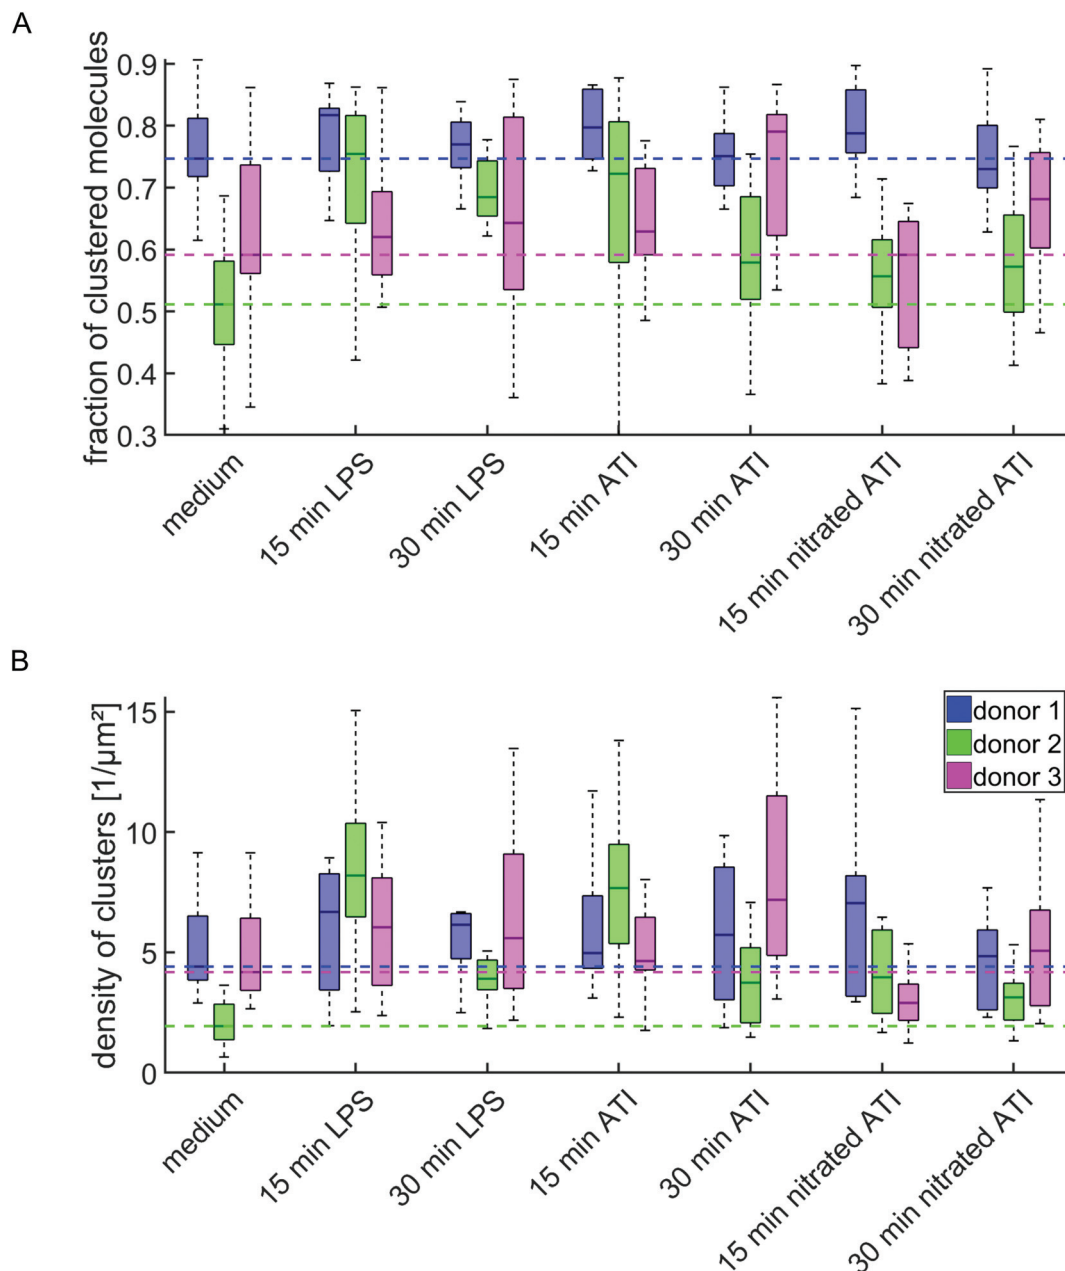 A
fraction of clustered molecules
0.9
0.8
0.7
0.6
0.5
0.4
0.3
medium
15 min LPS
30 min LPS
15 min ATI
30 min ATI
15 min nitrated ATI
30 min nitrated ATI
B
density of clusters [1/µm²]
15
10
5
0
donor 1
donor 2
donor 3
medium
15 min LPS
30 min LPS
15 min ATI
30 min ATI
15 min nitrated ATI
30 min nitrated ATI